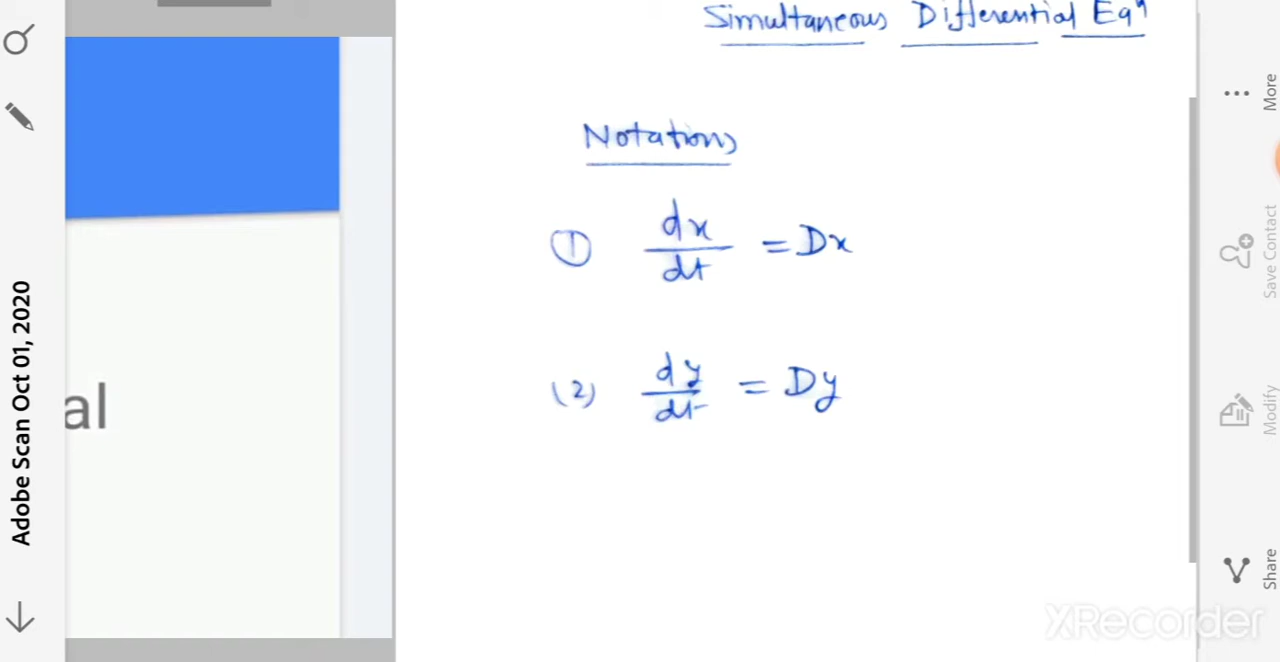 Simultaneous Differential Eqn
Notations
① dx/dt = Dx
(2) dy/dt = Dy
al
Adobe Scan Oct 01, 2020
More
Save Contact
Modify
Share
XRecorder